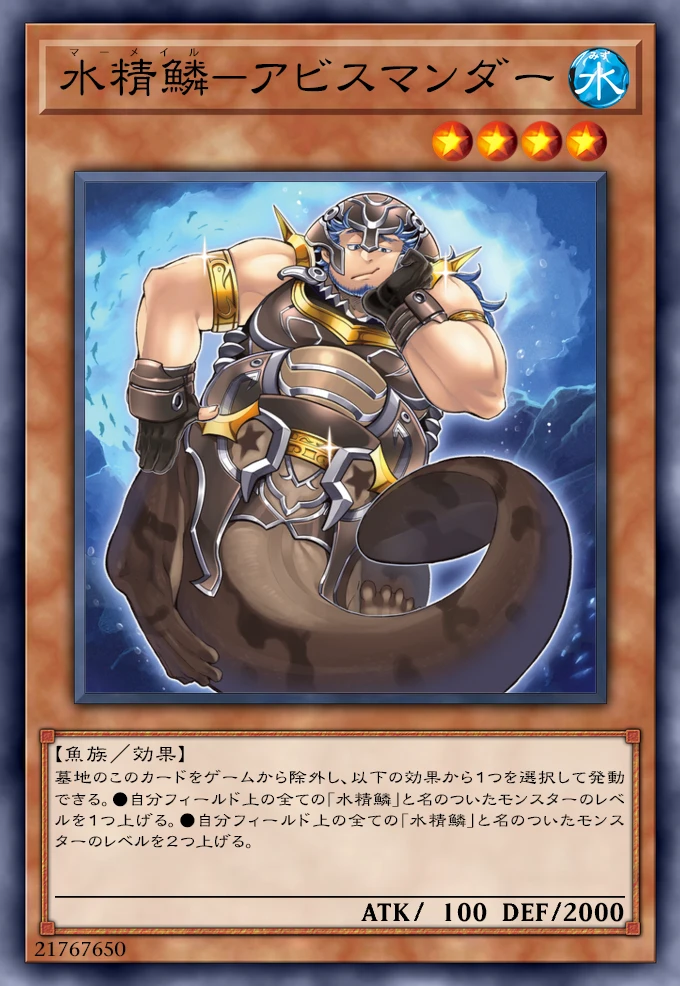 マーメイル
水精鱗－アビスマンダー
みず
水
【魚族／効果】
墓地のこのカードをゲームから除外し、以下の効果から1つを選択して発動
できる。●自分フィールド上の全ての「水精鱗」と名のついたモンスターのレベ
ルを1つ上げる。●自分フィールド上の全ての「水精鱗」と名のついたモンス
ターのレベルを2つ上げる。
ATK/ 100 DEF/2000
21767650